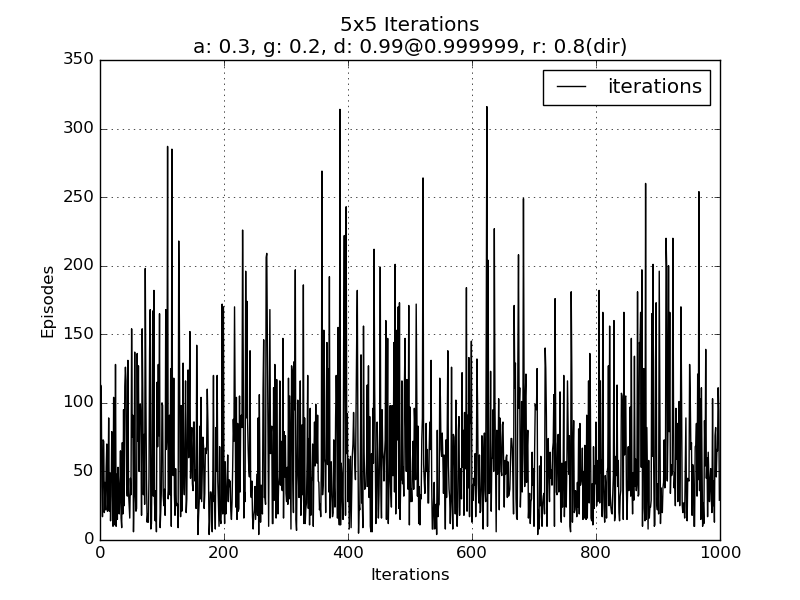 5x5 Iterations
a: 0.3, g: 0.2, d: 0.99@0.999999, r: 0.8(dir)
350
iterations
300
250
200
150
100
50
0
Episodes
0 200 400 600 800 1000
Iterations